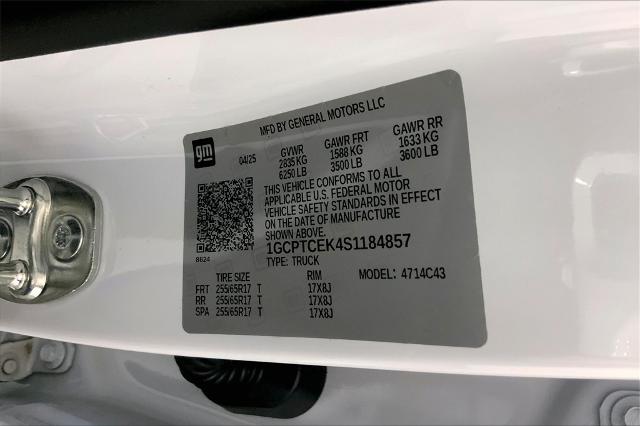 MFD BY GENERAL MOTORS LLC
gm 04/25 GVWR GAWR FRT GAWR RR
2835 KG 1588 KG 1633 KG
6250 LB 3500 LB 3600 LB
THIS VEHICLE CONFORMS TO ALL
APPLICABLE U.S. FEDERAL MOTOR
VEHICLE SAFETY STANDARDS IN EFFECT
ON THE DATE OF MANUFACTURE
SHOWN ABOVE.
8624 1GCPTCEK4S1184857
TYPE: TRUCK
TIRE SIZE RIM MODEL: 4714C43
FRT 255/65R17 T 17X8J
RR 255/65R17 T 17X8J
SPA 255/65R17 T 17X8J